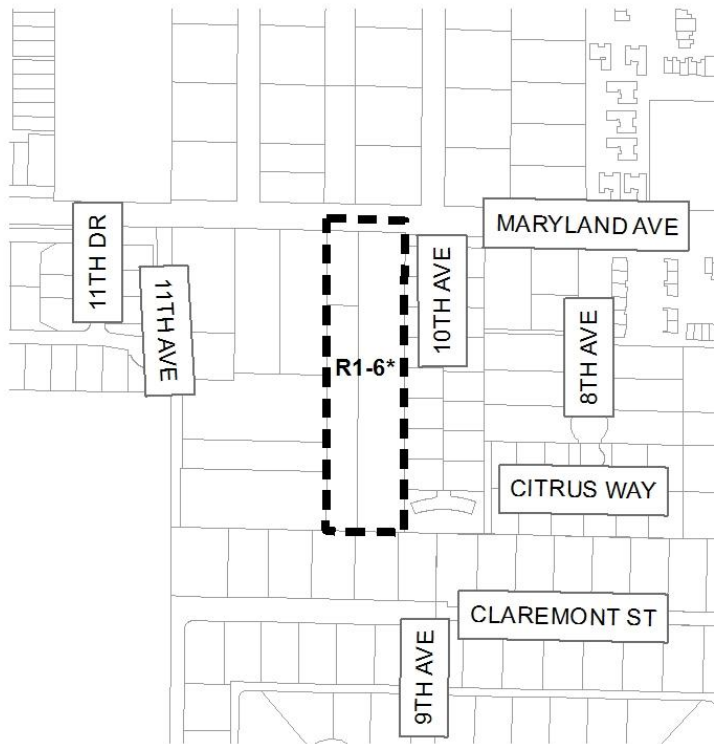 MARYLAND AVE
11TH DR
11TH AVE
10TH AVE
R1-6*
8TH AVE
CITRUS WAY
CLAREMONT ST
9TH AVE